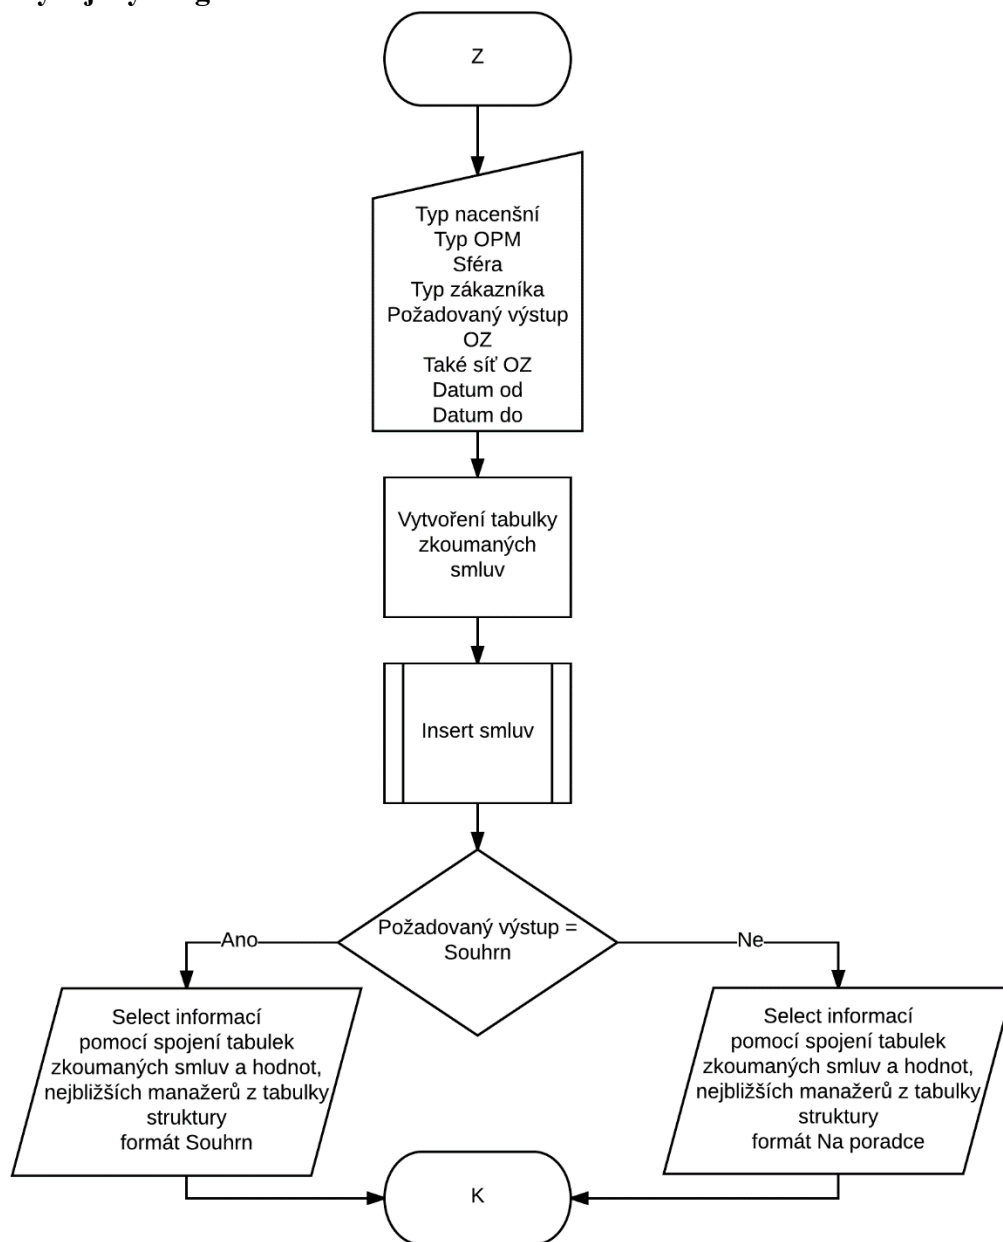 Z
Typ nacenšní
Typ OPM
Sféra
Typ zákazníka
Požadovaný výstup
OZ
Také síť OZ
Datum od
Datum do
Vytvoření tabulky
zkoumaných
smluv
Insert smluv
Požadovaný výstup =
Souhrn
Ano
Ne
Select informací
pomocí spojení tabulek
zkoumaných smluv a hodnot,
nejbližších manažerů z tabulky
struktury
formát Souhrn
Select informací
pomocí spojení tabulek
zkoumaných smluv a hodnot,
nejbližších manažerů z tabulky
struktury
formát Na poradce
K